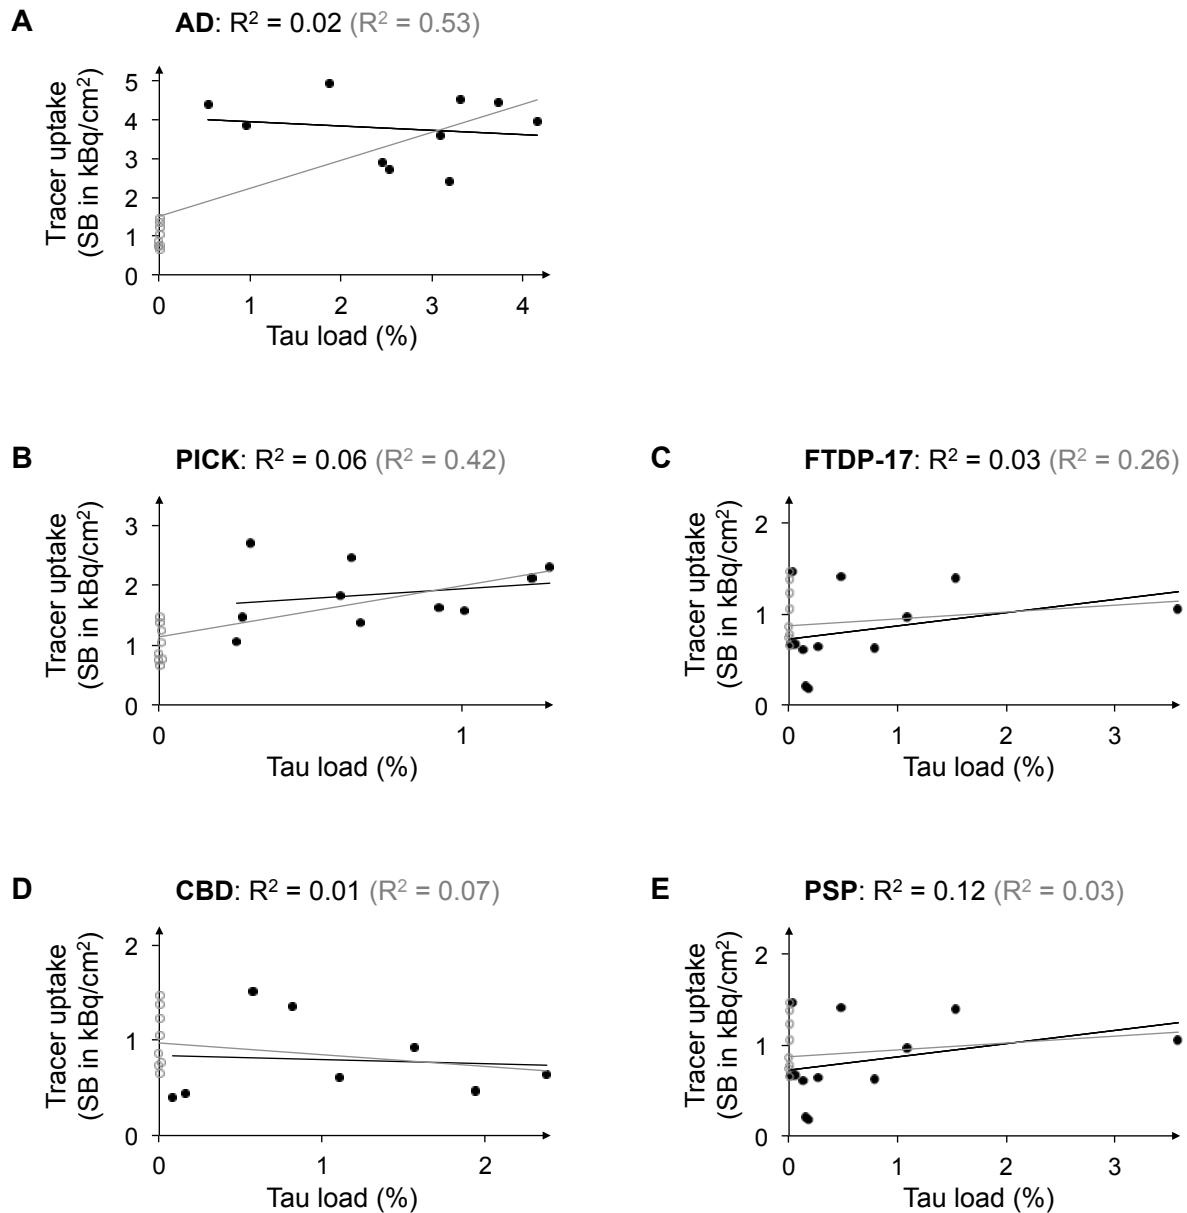 A
AD: R² = 0.02 (R² = 0.53)
Tracer uptake
(SB in kBq/cm²)
5
4
3
2
1
0
0 1 2 3 4
Tau load (%)
B
PICK: R² = 0.06 (R² = 0.42)
Tracer uptake
(SB in kBq/cm²)
3
2
1
0
0 1
Tau load (%)
C
FTDP-17: R² = 0.03 (R² = 0.26)
Tracer uptake
(SB in kBq/cm²)
2
1
0
0 1 2 3
Tau load (%)
D
CBD: R² = 0.01 (R² = 0.07)
Tracer uptake
(SB in kBq/cm²)
2
1
0
0 1 2
Tau load (%)
E
PSP: R² = 0.12 (R² = 0.03)
Tracer uptake
(SB in kBq/cm²)
2
1
0
0 1 2 3
Tau load (%)